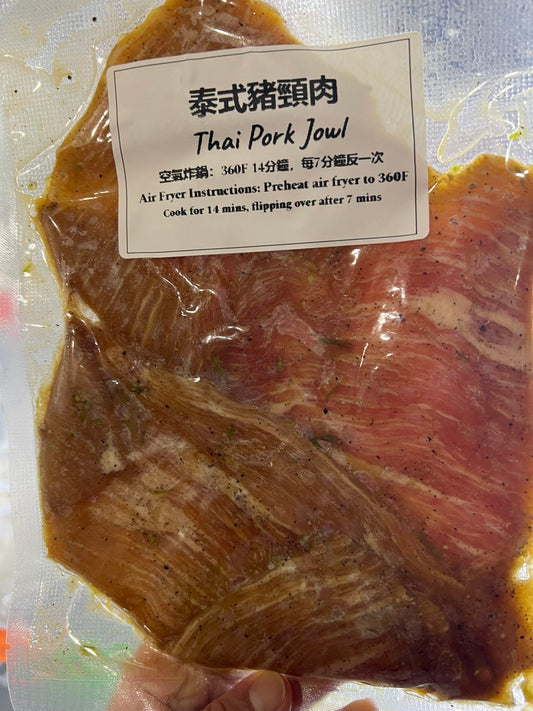 泰式豬頸肉
Thai Pork Jowl
空氣炸鍋：360F 14分鐘，每7分鐘反一次
Air Fryer Instructions: Preheat air fryer to 360F
Cook for 14 mins, flipping over after 7 mins